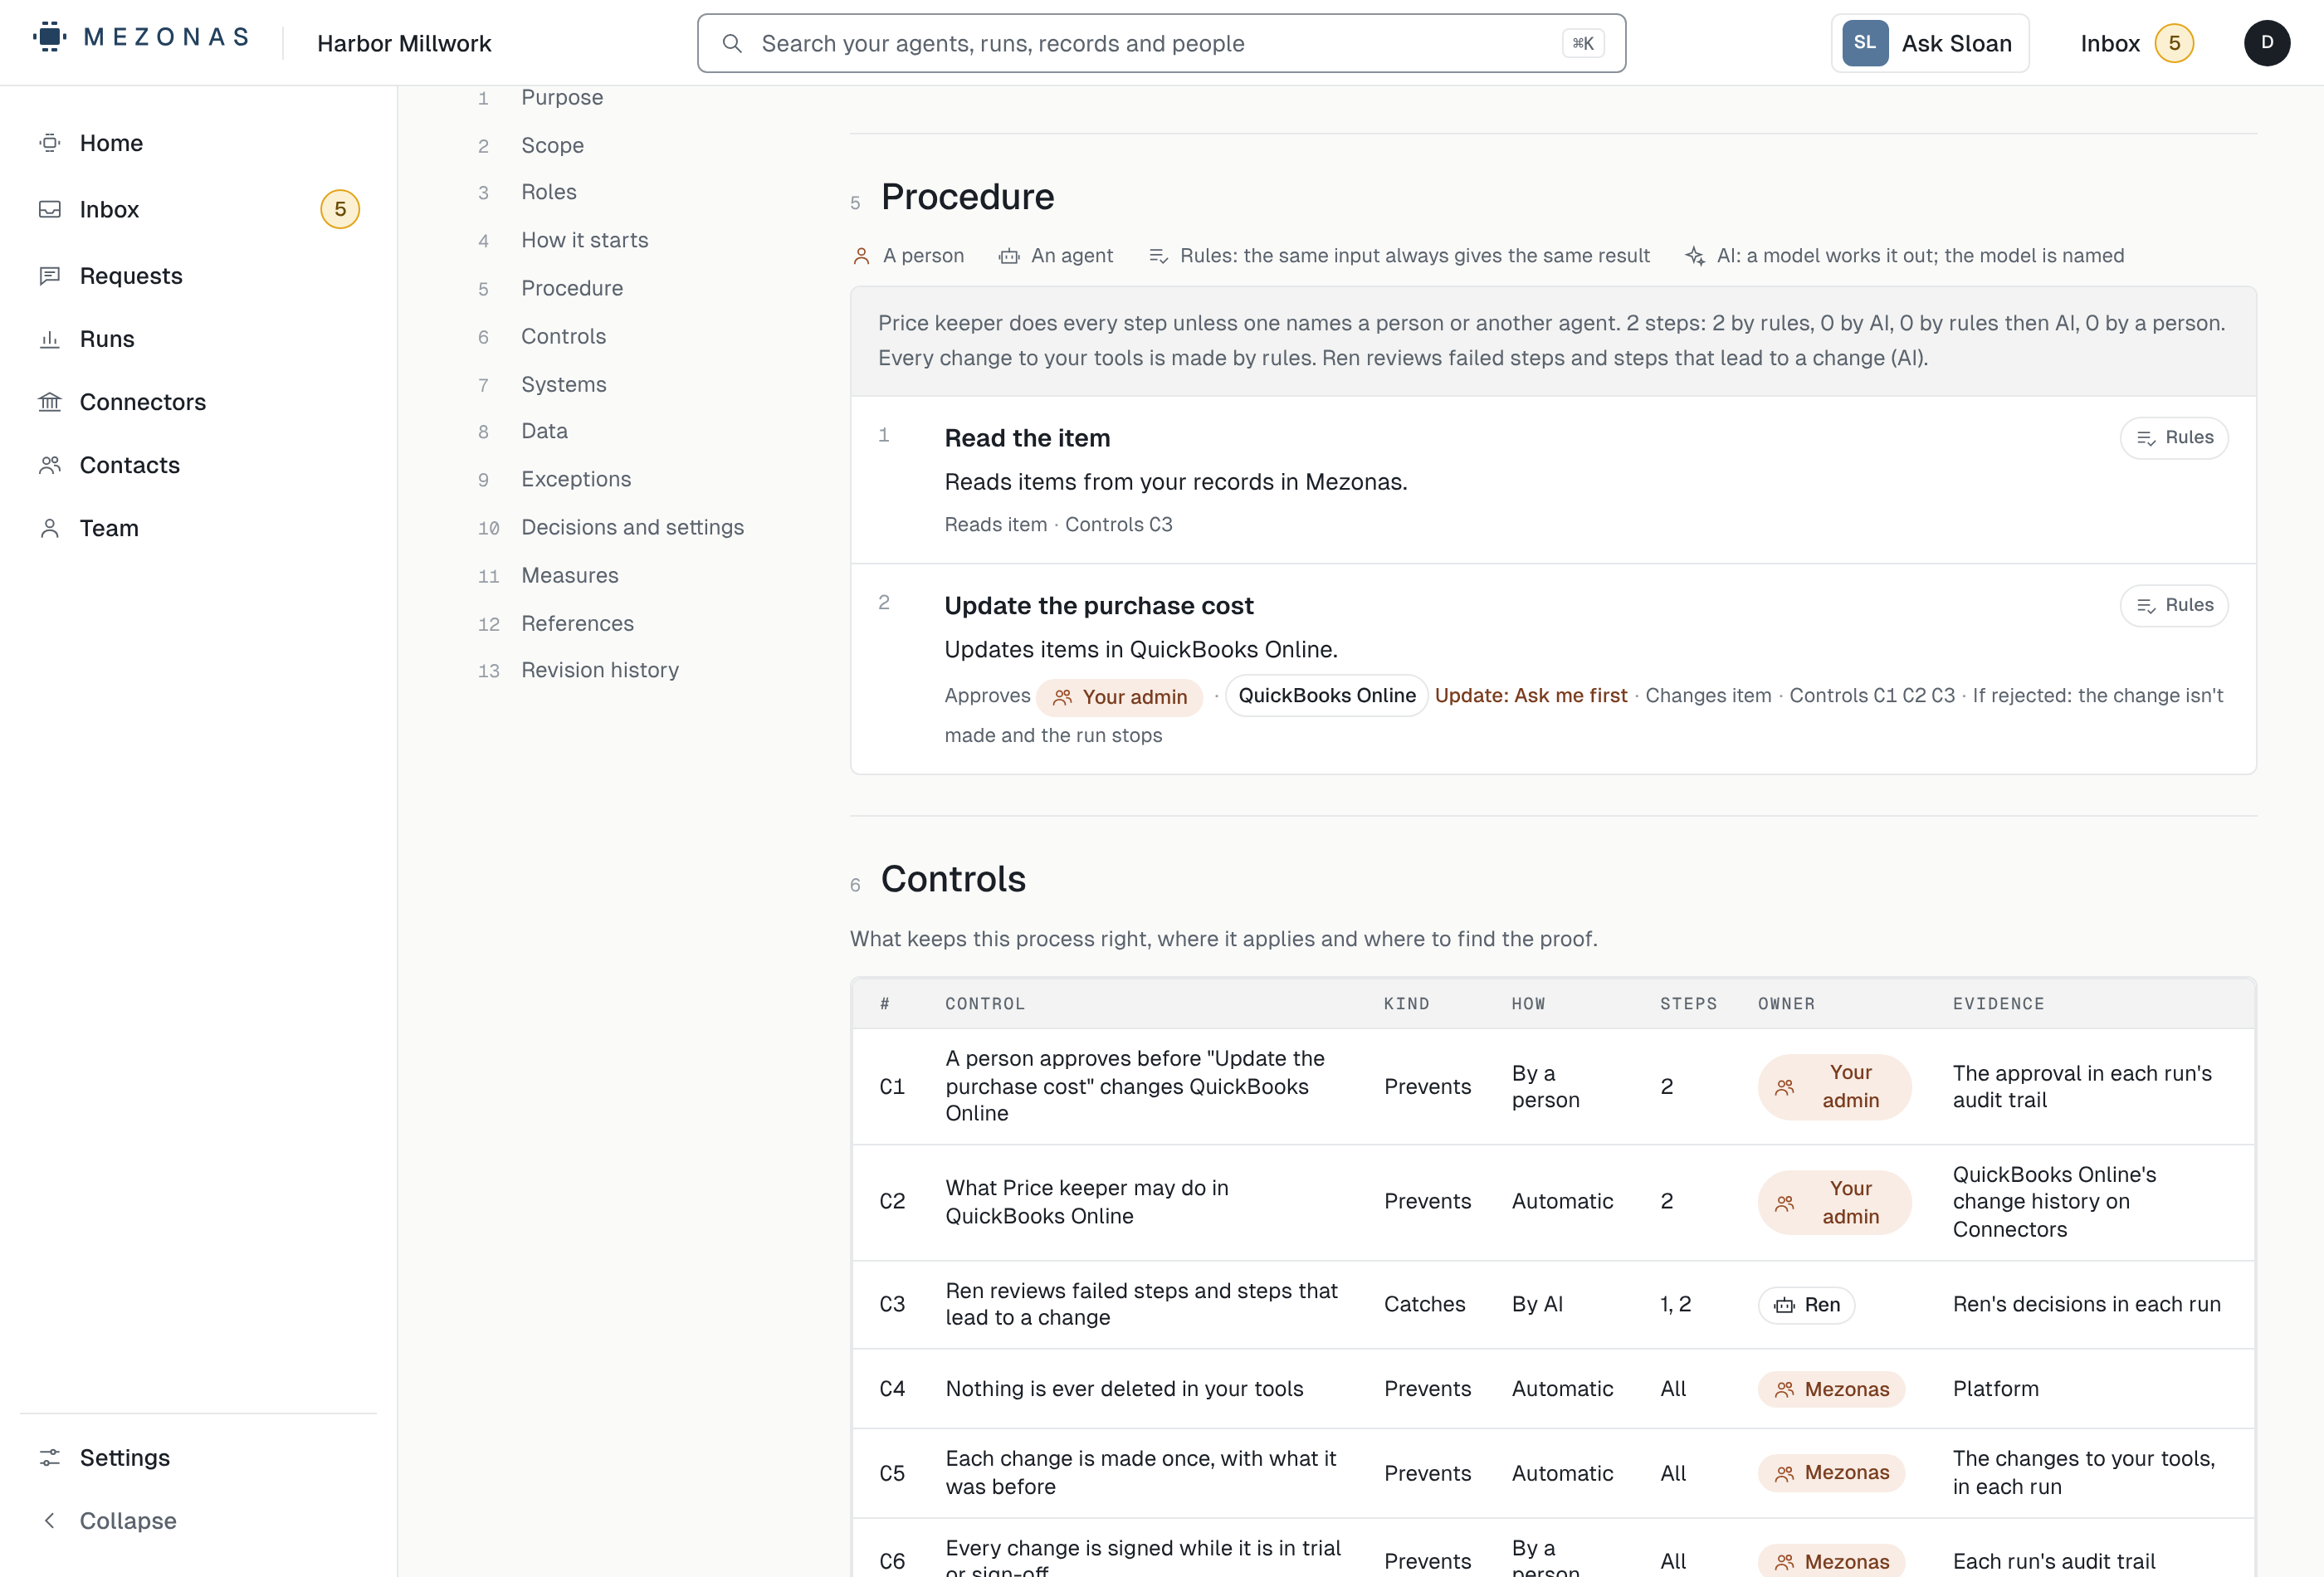 MEZONAS
Harbor Millwork
Search your agents, runs, records and people
⌘K
SL
Ask Sloan
Inbox
5
D
Home
Inbox
5
Requests
Runs
Connectors
Contacts
Team
Settings
Collapse
1 Purpose
2 Scope
3 Roles
4 How it starts
5 Procedure
6 Controls
7 Systems
8 Data
9 Exceptions
10 Decisions and settings
11 Measures
12 References
13 Revision history
5 Procedure
A person An agent Rules: the same input always gives the same result AI: a model works it out; the model is named
Price keeper does every step unless one names a person or another agent. 2 steps: 2 by rules, 0 by AI, 0 by rules then AI, 0 by a person.
Every change to your tools is made by rules. Ren reviews failed steps and steps that lead to a change (AI).
1 Read the item Rules
Reads items from your records in Mezonas.
Reads item · Controls C3
2 Update the purchase cost Rules
Updates items in QuickBooks Online.
Approves Your admin · QuickBooks Online Update: Ask me first · Changes item · Controls C1 C2 C3 · If rejected: the change isn't
made and the run stops
6 Controls
What keeps this process right, where it applies and where to find the proof.
# CONTROL KIND HOW STEPS OWNER EVIDENCE
C1
A person approves before "Update the
purchase cost" changes QuickBooks
Online
Prevents
By a
person
2
Your
admin
The approval in each run's
audit trail
C2
What Price keeper may do in
QuickBooks Online
Prevents
Automatic
2
Your
admin
QuickBooks Online's
change history on
Connectors
C3
Ren reviews failed steps and steps that
lead to a change
Catches
By AI
1, 2
Ren
Ren's decisions in each run
C4
Nothing is ever deleted in your tools
Prevents
Automatic
All
Mezonas
Platform
C5
Each change is made once, with what it
was before
Prevents
Automatic
All
Mezonas
The changes to your tools,
in each run
C6
Every change is signed while it is in trial
or sign-off
Prevents
By a
person
All
Mezonas
Each run's audit trail